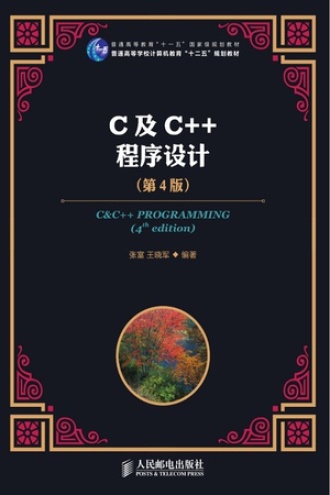 普通高等教育“十一五”国家级规划教材
普通高等学校计算机教育“十二五”规划教材
C 及 C++
程序设计
(第 4 版)
C&C++ PROGRAMMING
(4th edition)
张富 王晓军 ◆ 编著
人民邮电出版社
POSTS & TELECOM PRESS